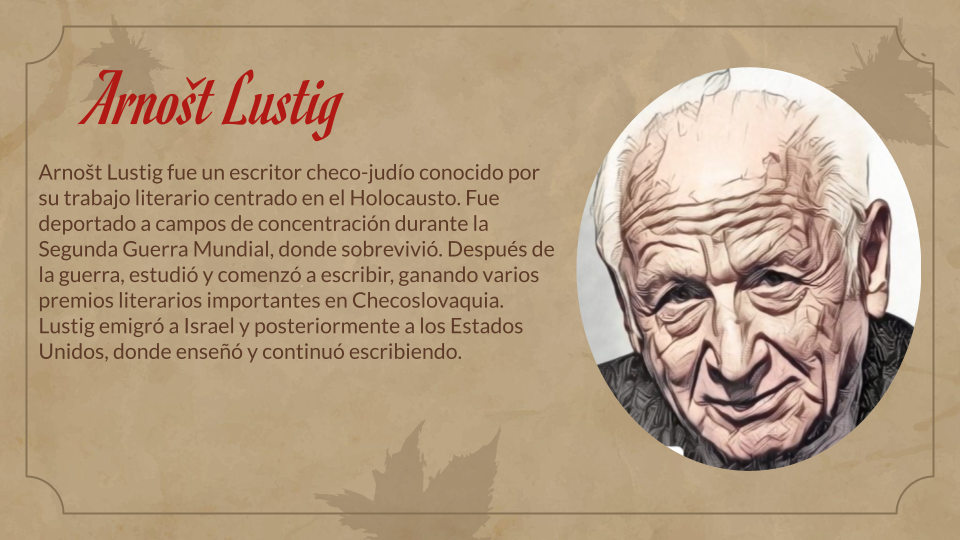 Arnošt Lustig
Arnošt Lustig fue un escritor checo-judío conocido por
su trabajo literario centrado en el Holocausto. Fue
deportado a campos de concentración durante la
Segunda Guerra Mundial, donde sobrevivió. Después de
la guerra, estudió y comenzó a escribir, ganando varios
premios literarios importantes en Checoslovaquia.
Lustig emigró a Israel y posteriormente a los Estados
Unidos, donde enseñó y continuó escribiendo.